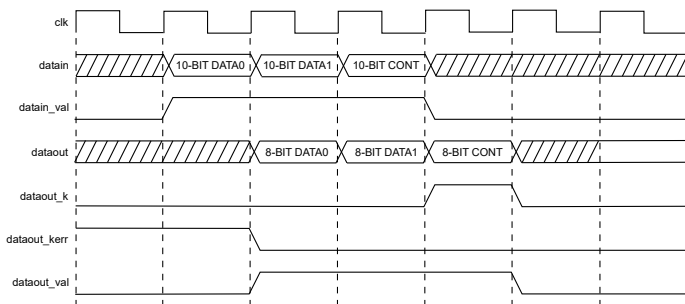 clk
datain
10-BIT DATA0
10-BIT DATA1
10-BIT CONT
datain_val
dataout
8-BIT DATA0
8-BIT DATA1
8-BIT CONT
dataout_k
dataout_kerr
dataout_val